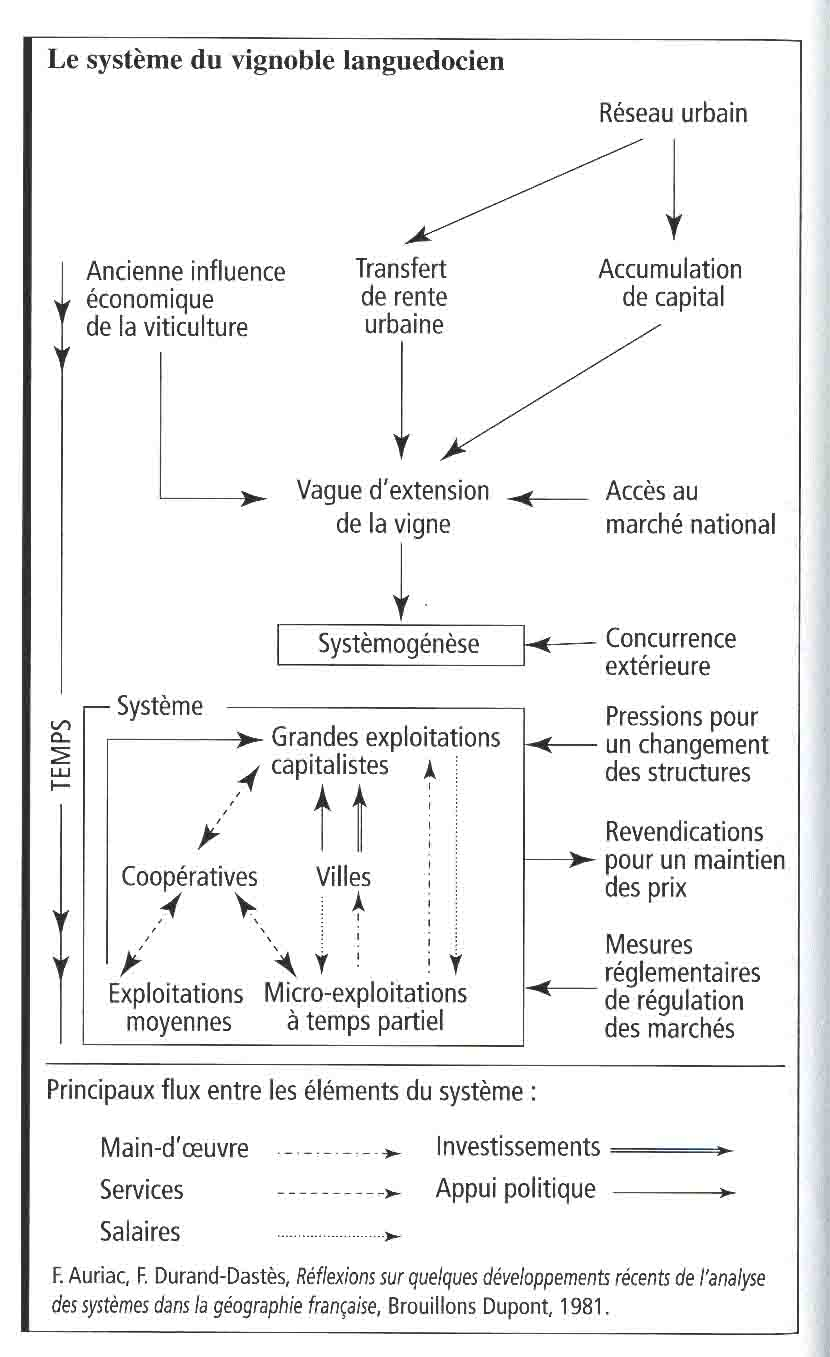 Le système du vignoble languedocien
Réseau urbain
Ancienne influence
économique
de la viticulture
Transfert
de rente
urbaine
Accumulation
de capital
Vague d'extension
de la vigne
Accès au
marché national
Systèmogénèse
Concurrence
extérieure
TEMPS
Système
Grandes exploitations
capitalistes
Pressions pour
un changement
des structures
Coopératives
Villes
Revendications
pour un maintien
des prix
Exploitations
moyennes
Micro-exploitations
à temps partiel
Mesures
réglementaires
de régulation
des marchés
Principaux flux entre les éléments du système :
Main-d'œuvre
Investissements
Services
Appui politique
Salaires
F. Auriac, F. Durand-Dastès, Réflexions sur quelques développements récents de l'analyse
des systèmes dans la géographie française, Brouillons Dupont, 1981.